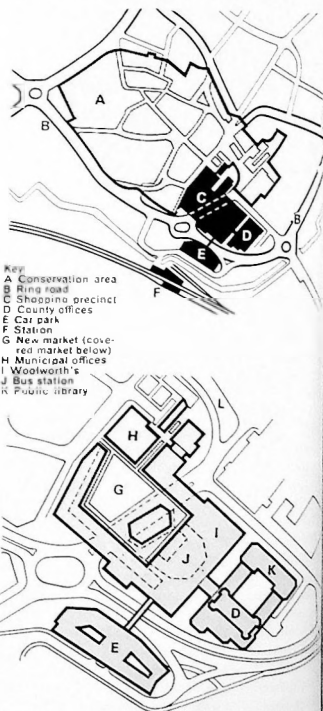 A
B
C
D
B
E
F
Key
A Conservation area
B Ring road
C Shopping precinct
D County offices
E Car park
F Station
G New market (cove-
red market below)
H Municipal offices
I Woolworth's
J Bus station
K Public library
L
H
G
I
J
K
D
E